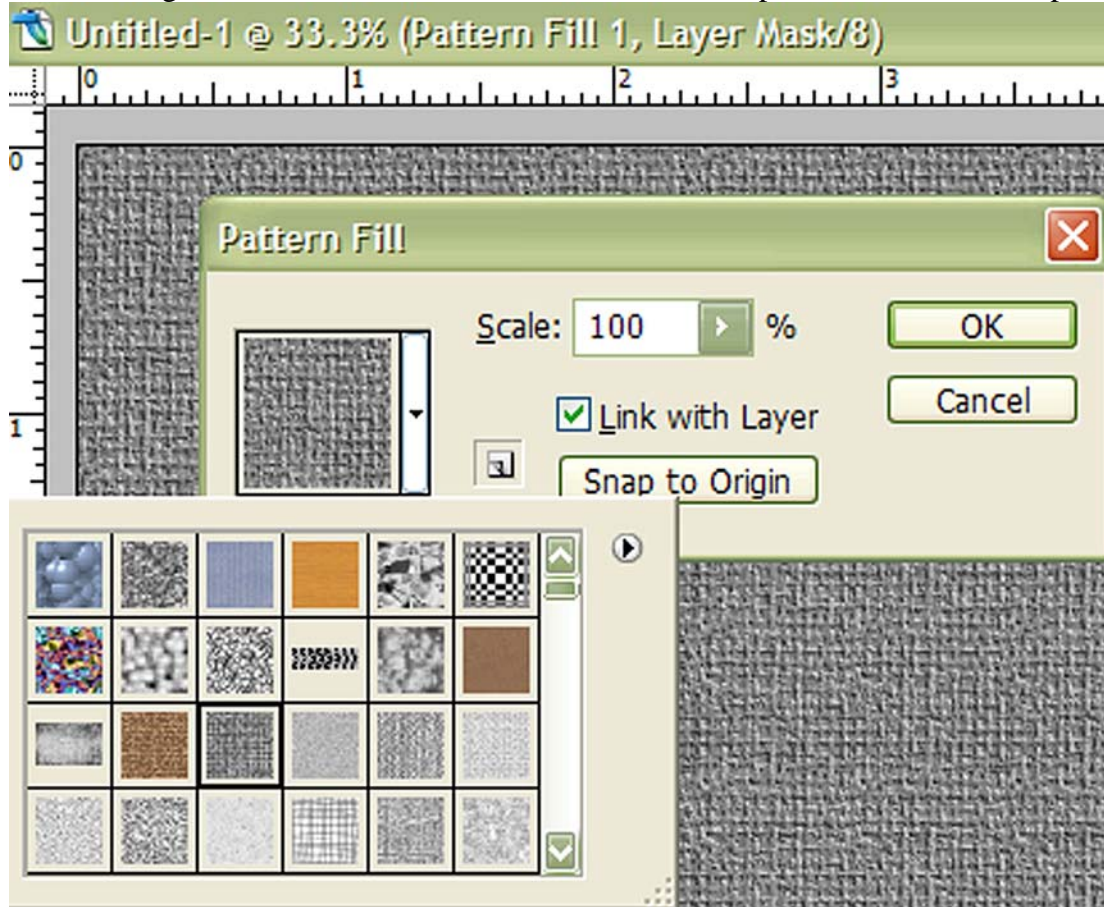 Untitled-1 @ 33.3% (Pattern Fill 1, Layer Mask/8)
0 1 2 3
0
Pattern Fill
Scale: 100 % OK
Cancel
1
Link with Layer
Snap to Origin